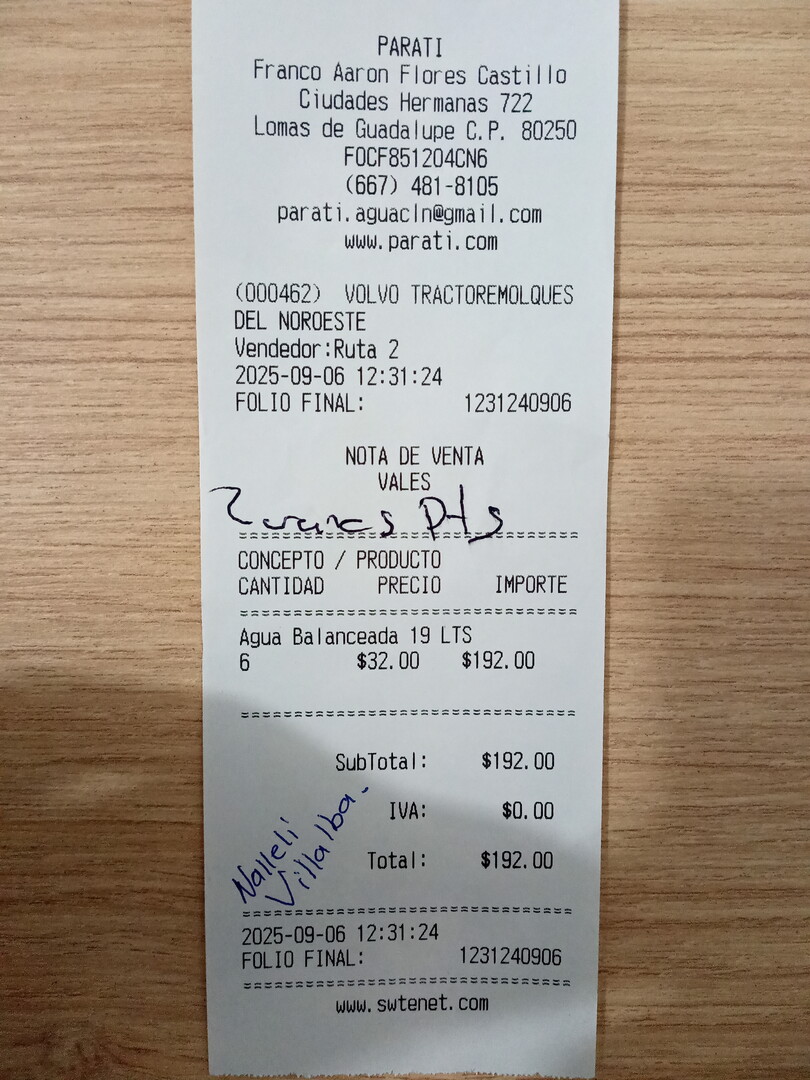 PARATI
Franco Aaron Flores Castillo
Ciudades Hermanas 722
Lomas de Guadalupe C.P. 80250
FOCF851204CN6
(667) 481-8105
parati.aguacln@gmail.com
www.parati.com
(000462) VOLVO TRACTOREMOLQUES
DEL NOROESTE
Vendedor:Ruta 2
2025-09-06 12:31:24
FOLIO FINAL: 1231240906
NOTA DE VENTA
VALES
CONCEPTO / PRODUCTO
CANTIDAD PRECIO IMPORTE
Agua Balanceada 19 LTS
6 $32.00 $192.00
SubTotal: $192.00
IVA: $0.00
Total: $192.00
Nalleli
Villalba.
2025-09-06 12:31:24
FOLIO FINAL: 1231240906
www.swtenet.com